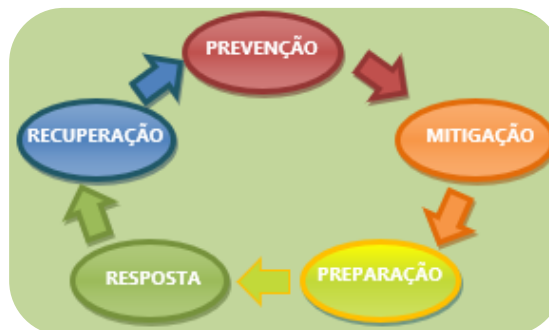 PREVENÇÃO
MITIGAÇÃO
PREPARAÇÃO
RESPOSTA
RECUPERAÇÃO